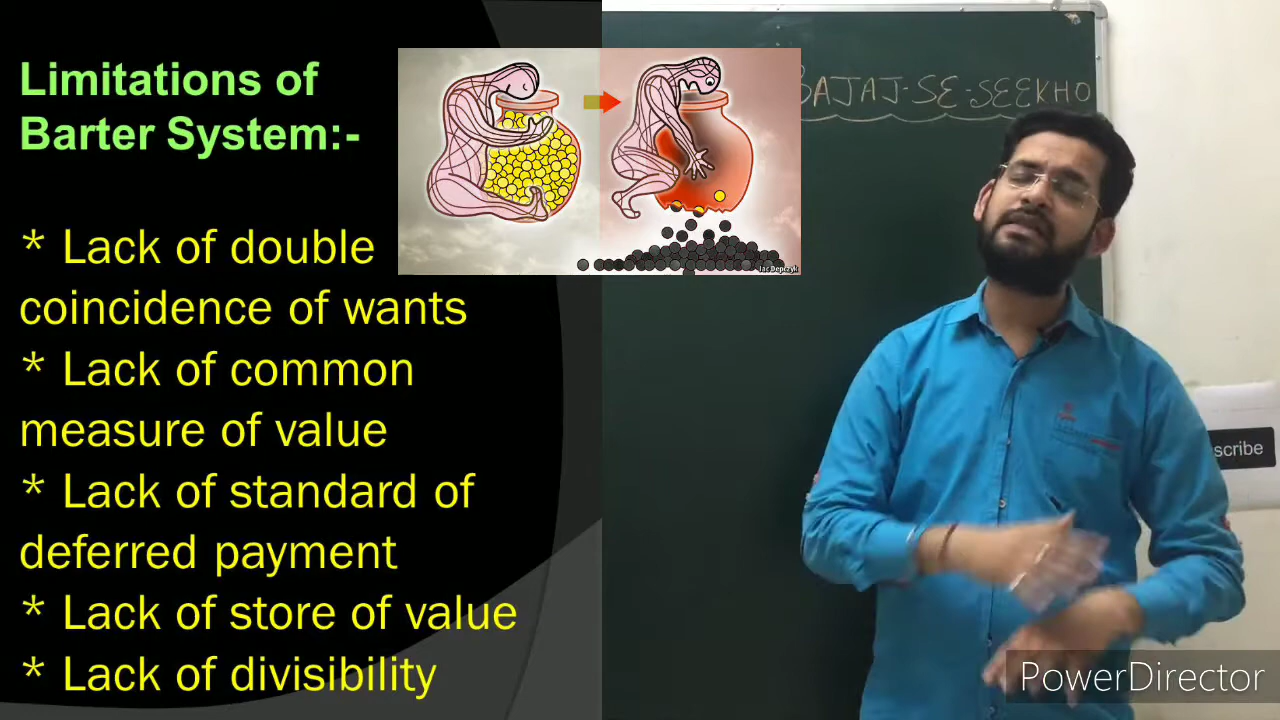 Limitations of
Barter System:-
* Lack of double
coincidence of wants
* Lack of common
measure of value
* Lack of standard of
deferred payment
* Lack of store of value
* Lack of divisibility
BAJAJ-SE-SEEKHO
scribe
PowerDirector